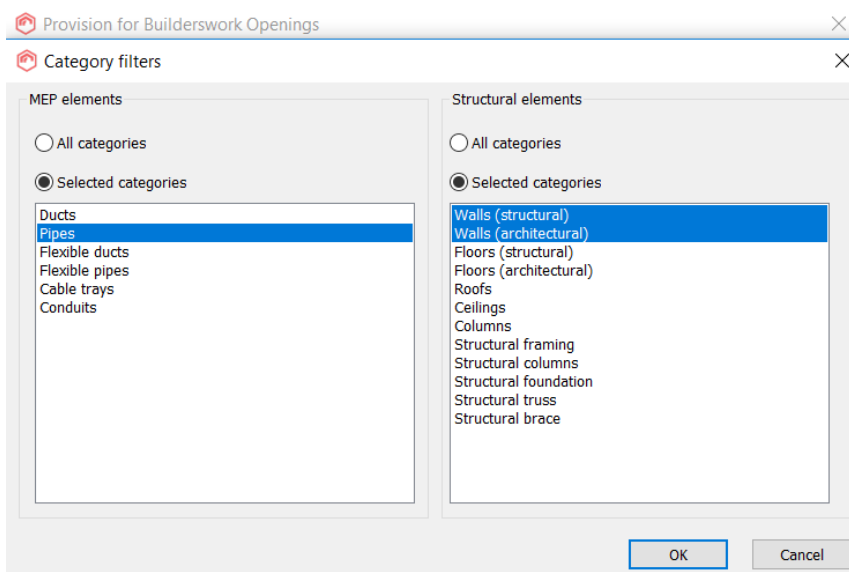 Provision for Builderswork Openings
Category filters
MEP elements
All categories
Selected categories
Ducts
Pipes
Flexible ducts
Flexible pipes
Cable trays
Conduits
Structural elements
All categories
Selected categories
Walls (structural)
Walls (architectural)
Floors (structural)
Floors (architectural)
Roofs
Ceilings
Columns
Structural framing
Structural columns
Structural foundation
Structural truss
Structural brace
OK
Cancel